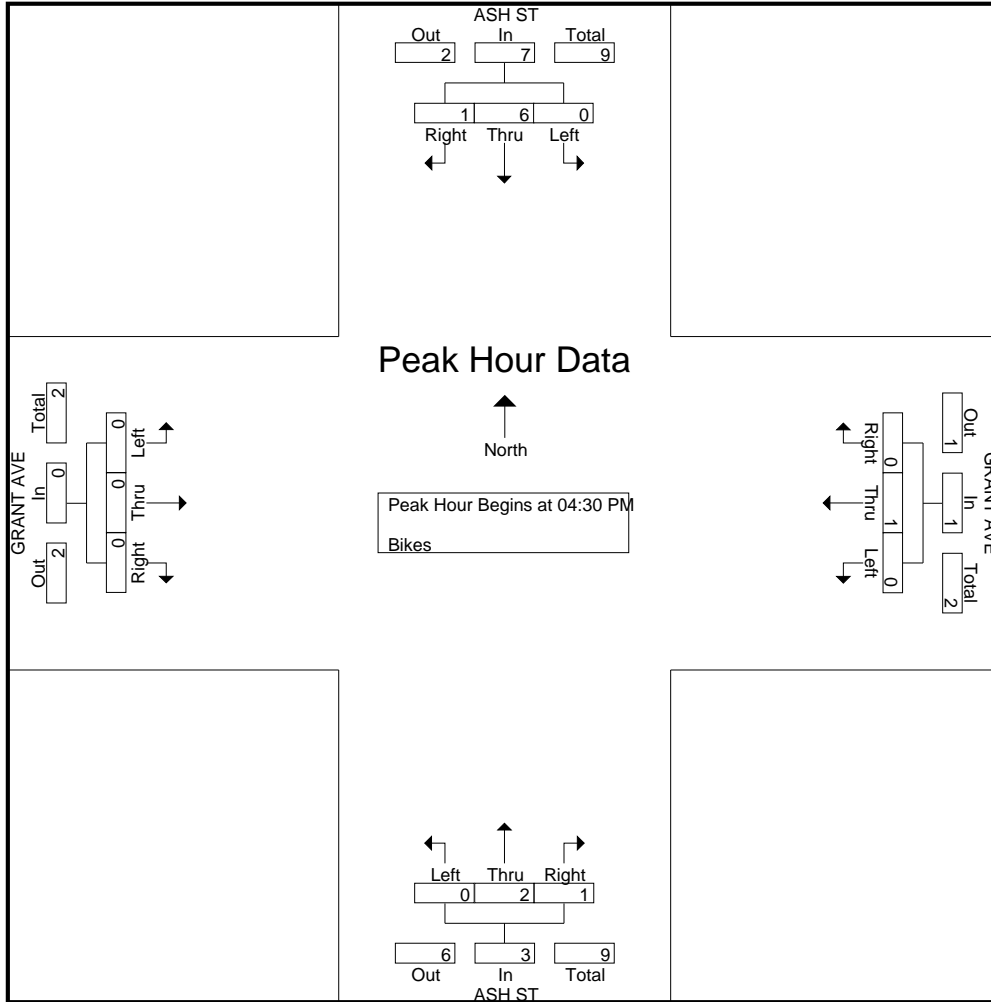 ASH ST
Out In Total
2 7 9
1 6 0
Right Thru Left
Peak Hour Data
North
Peak Hour Begins at 04:30 PM
Bikes
GRANT AVE
Total In Out
2 0 2
0 0 0
Left Thru Right
GRANT AVE
Out In Total
1 1 2
0 1 0
Right Thru Left
Left Thru Right
0 2 1
6 3 9
Out In Total
ASH ST